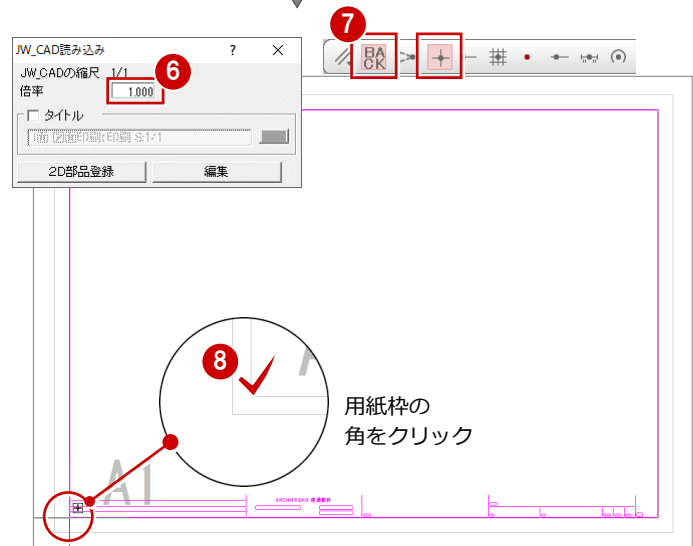 7
BA
CK
JW_CAD読み込み ? ×
6
JW_CADの縮尺 1/1
倍率 1.000
タイトル
2D部品登録 編集
8
A
用紙枠の
角をクリック
A1
ARCHITREND 建築設計